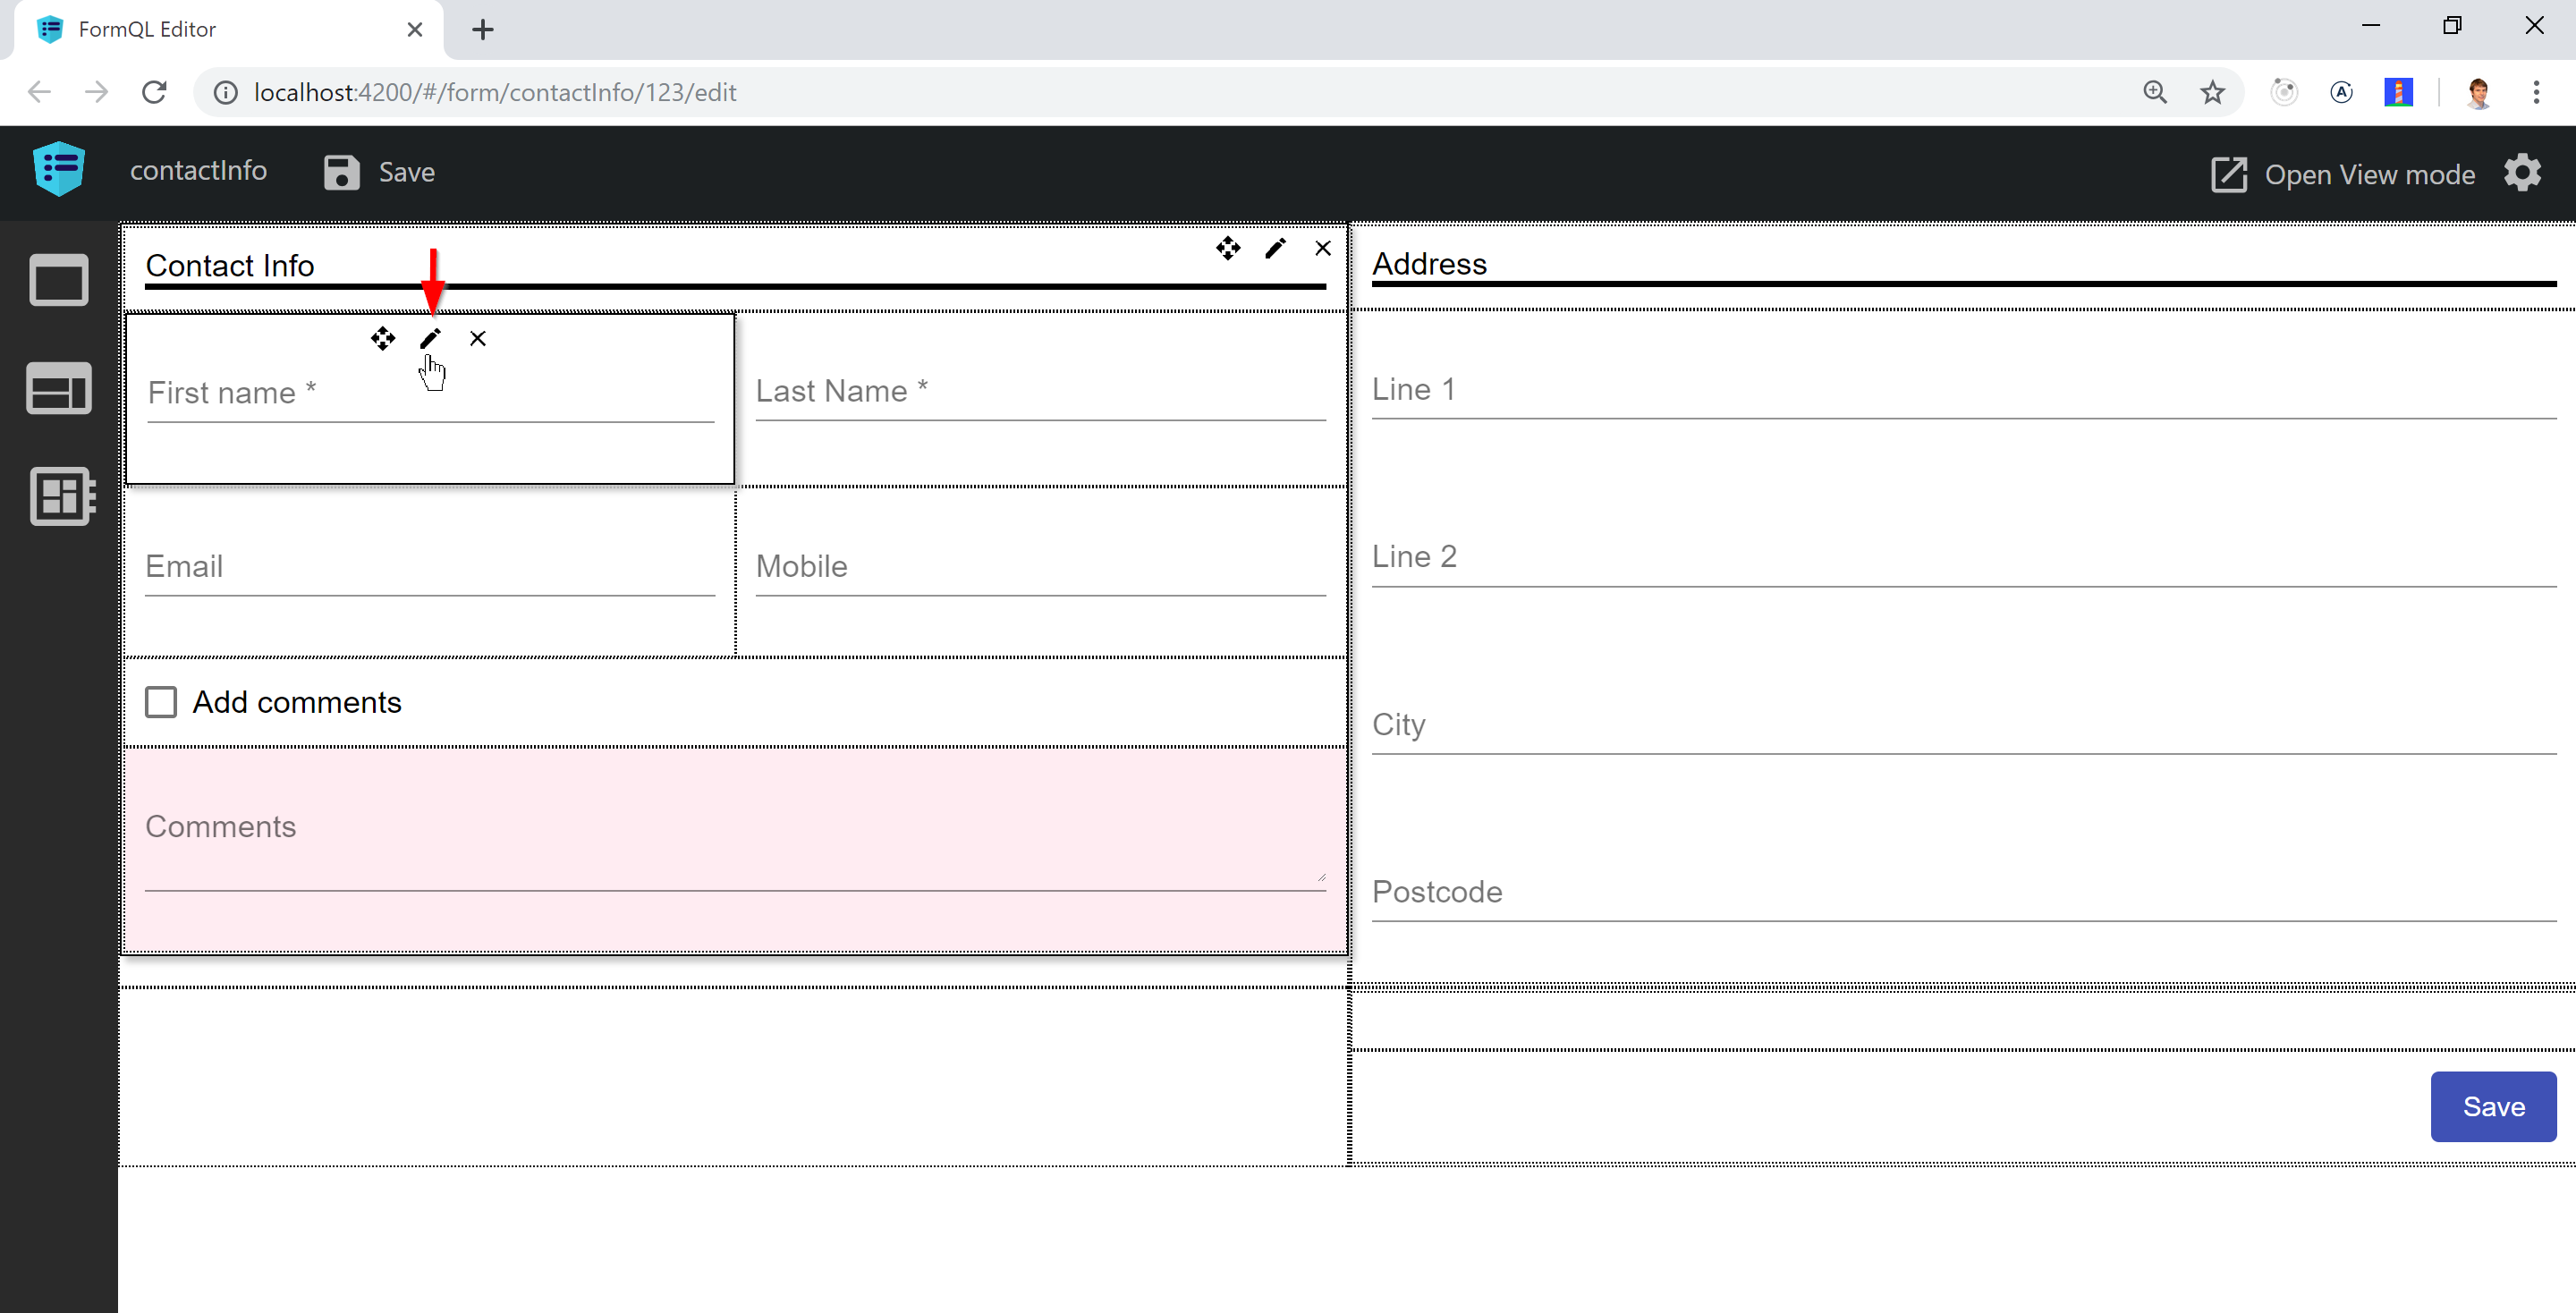 FormQL Editor
localhost:4200/#/form/contactInfo/123/edit
contactInfo
Save
Open View mode
Contact Info
Address
First name *
Last Name *
Line 1
Email
Mobile
Line 2
Add comments
City
Comments
Postcode
Save